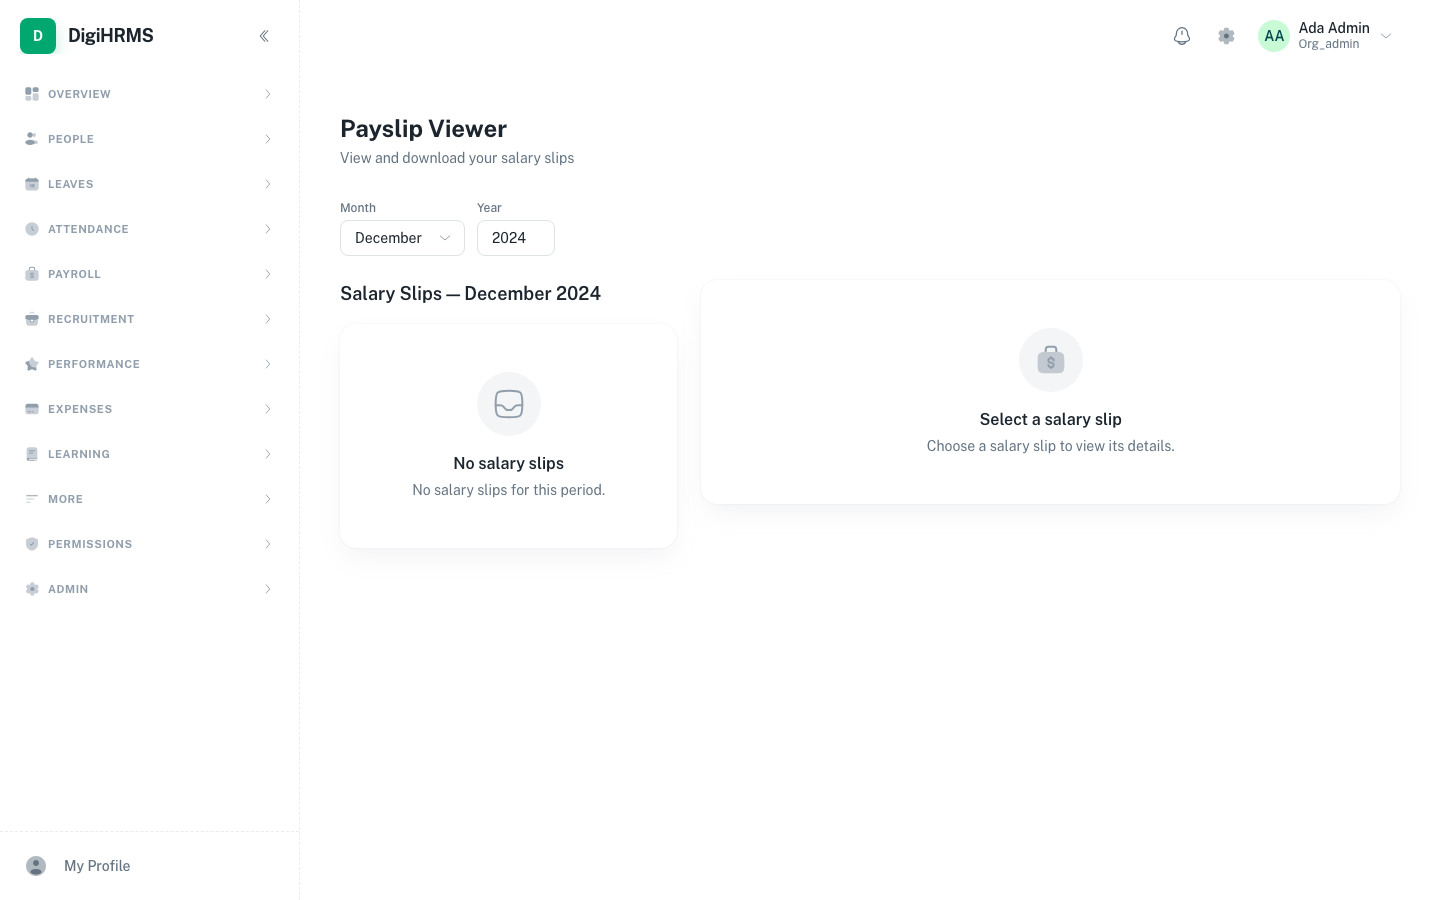 D
DigiHRMS
OVERVIEW
PEOPLE
LEAVES
ATTENDANCE
PAYROLL
RECRUITMENT
PERFORMANCE
EXPENSES
LEARNING
MORE
PERMISSIONS
ADMIN
My Profile
AA
Ada Admin
Org_admin
Payslip Viewer
View and download your salary slips
Month
Year
December
2024
Salary Slips — December 2024
No salary slips
No salary slips for this period.
$
Select a salary slip
Choose a salary slip to view its details.